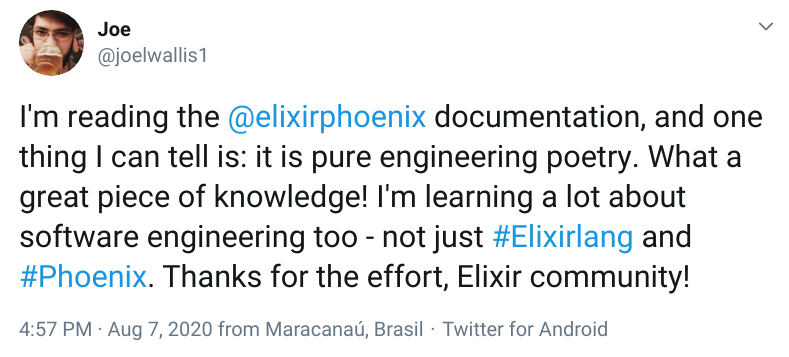 Joe
@joelwallis1
I'm reading the @elixirphoenix documentation, and one
thing I can tell is: it is pure engineering poetry. What a
great piece of knowledge! I'm learning a lot about
software engineering too - not just #Elixirlang and
#Phoenix. Thanks for the effort, Elixir community!
4:57 PM · Aug 7, 2020 from Maracanaú, Brasil · Twitter for Android